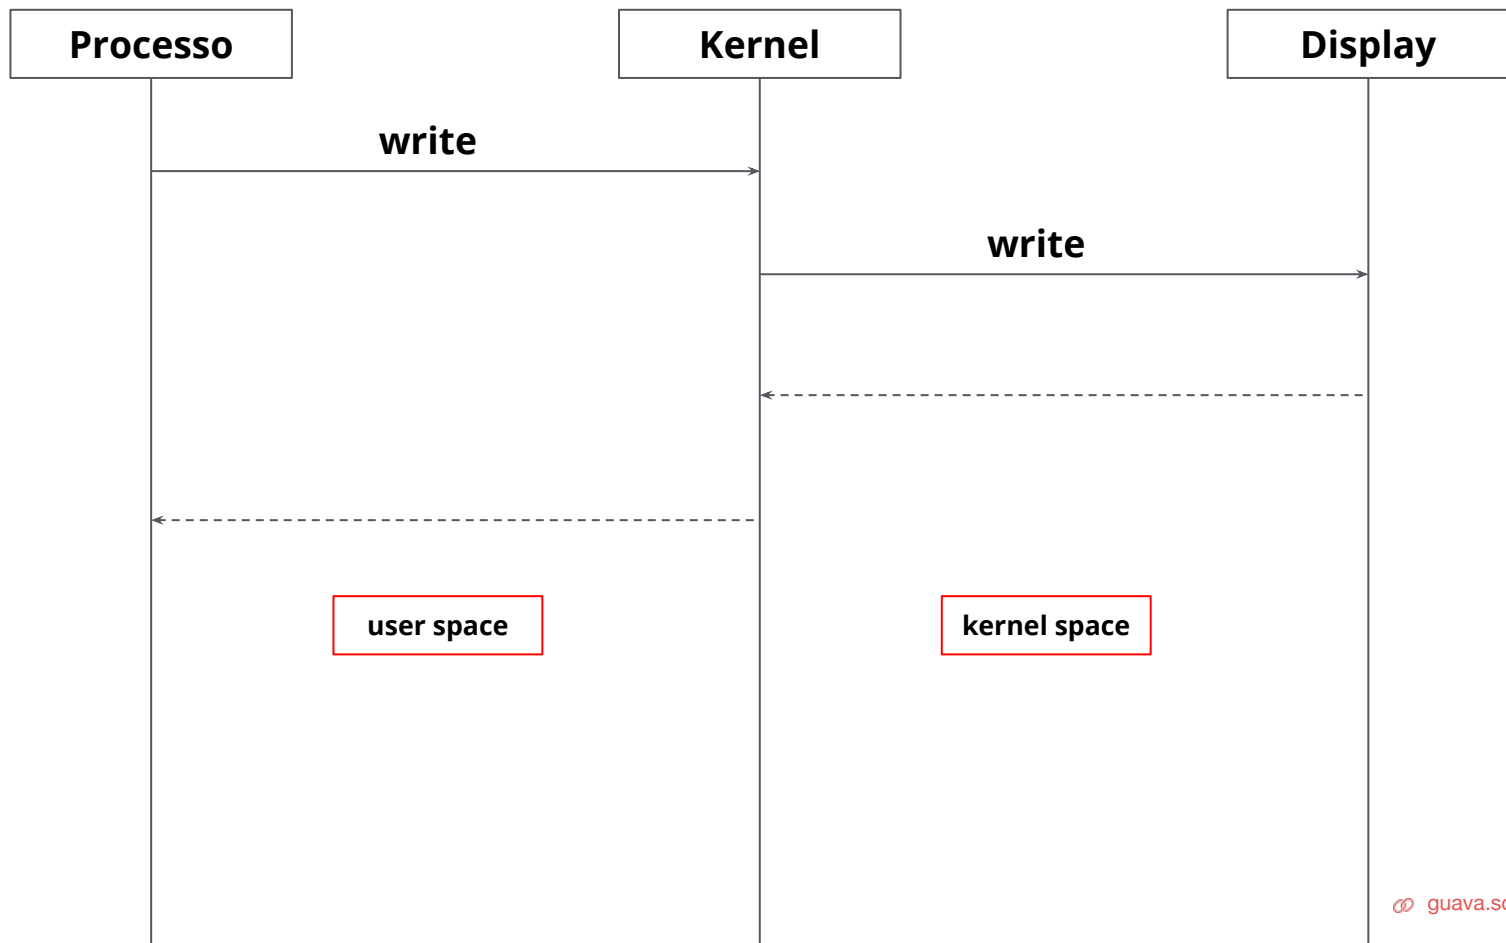 Processo
Kernel
Display
write
write
user space
kernel space